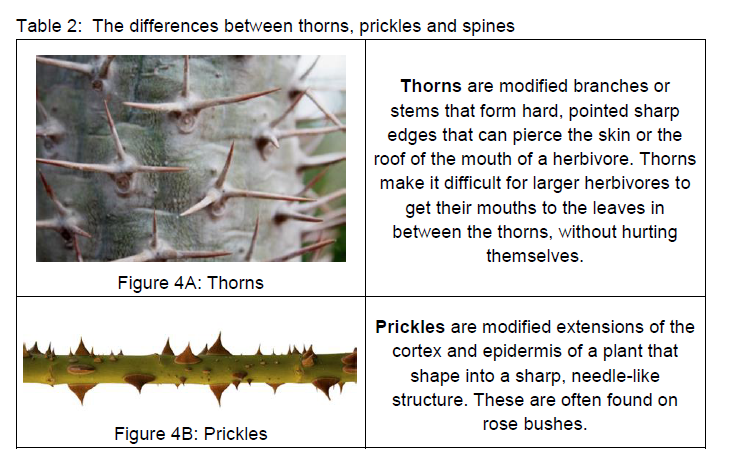 Table 2:  The differences between thorns, prickles and spines
Thorns are modified branches or
stems that form hard, pointed sharp
edges that can pierce the skin or the
roof of the mouth of a herbivore. Thorns
make it difficult for larger herbivores to
get their mouths to the leaves in
between the thorns, without hurting
themselves.
Figure 4A: Thorns
Prickles are modified extensions of the
cortex and epidermis of a plant that
shape into a sharp, needle-like
structure. These are often found on
rose bushes.
Figure 4B: Prickles